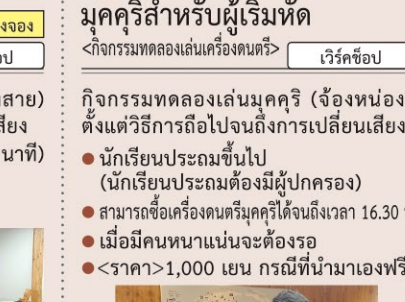 งจอง
อป
สาย)
สียง
นาที)
มุคคุริสำหรับผู้เริ่มหัด
<กิจกรรมทดลองเล่นเครื่องดนตรี>
เวิร์คช็อป
กิจกรรมทดลองเล่นมุคคุริ (จ้องหน่อง
ตั้งแต่วิธีการถือไปจนถึงการเปลี่ยนเสียง
● นักเรียนประถมขึ้นไป
(นักเรียนประถมต้องมีผู้ปกครอง)
● สามารถซื้อเครื่องดนตรีมุคคุริได้จนถึงเวลา 16.30
● เมื่อมีคนหนาแน่นจะต้องรอ
● <ราคา>1,000 เยน กรณีที่นำมาเองฟรี